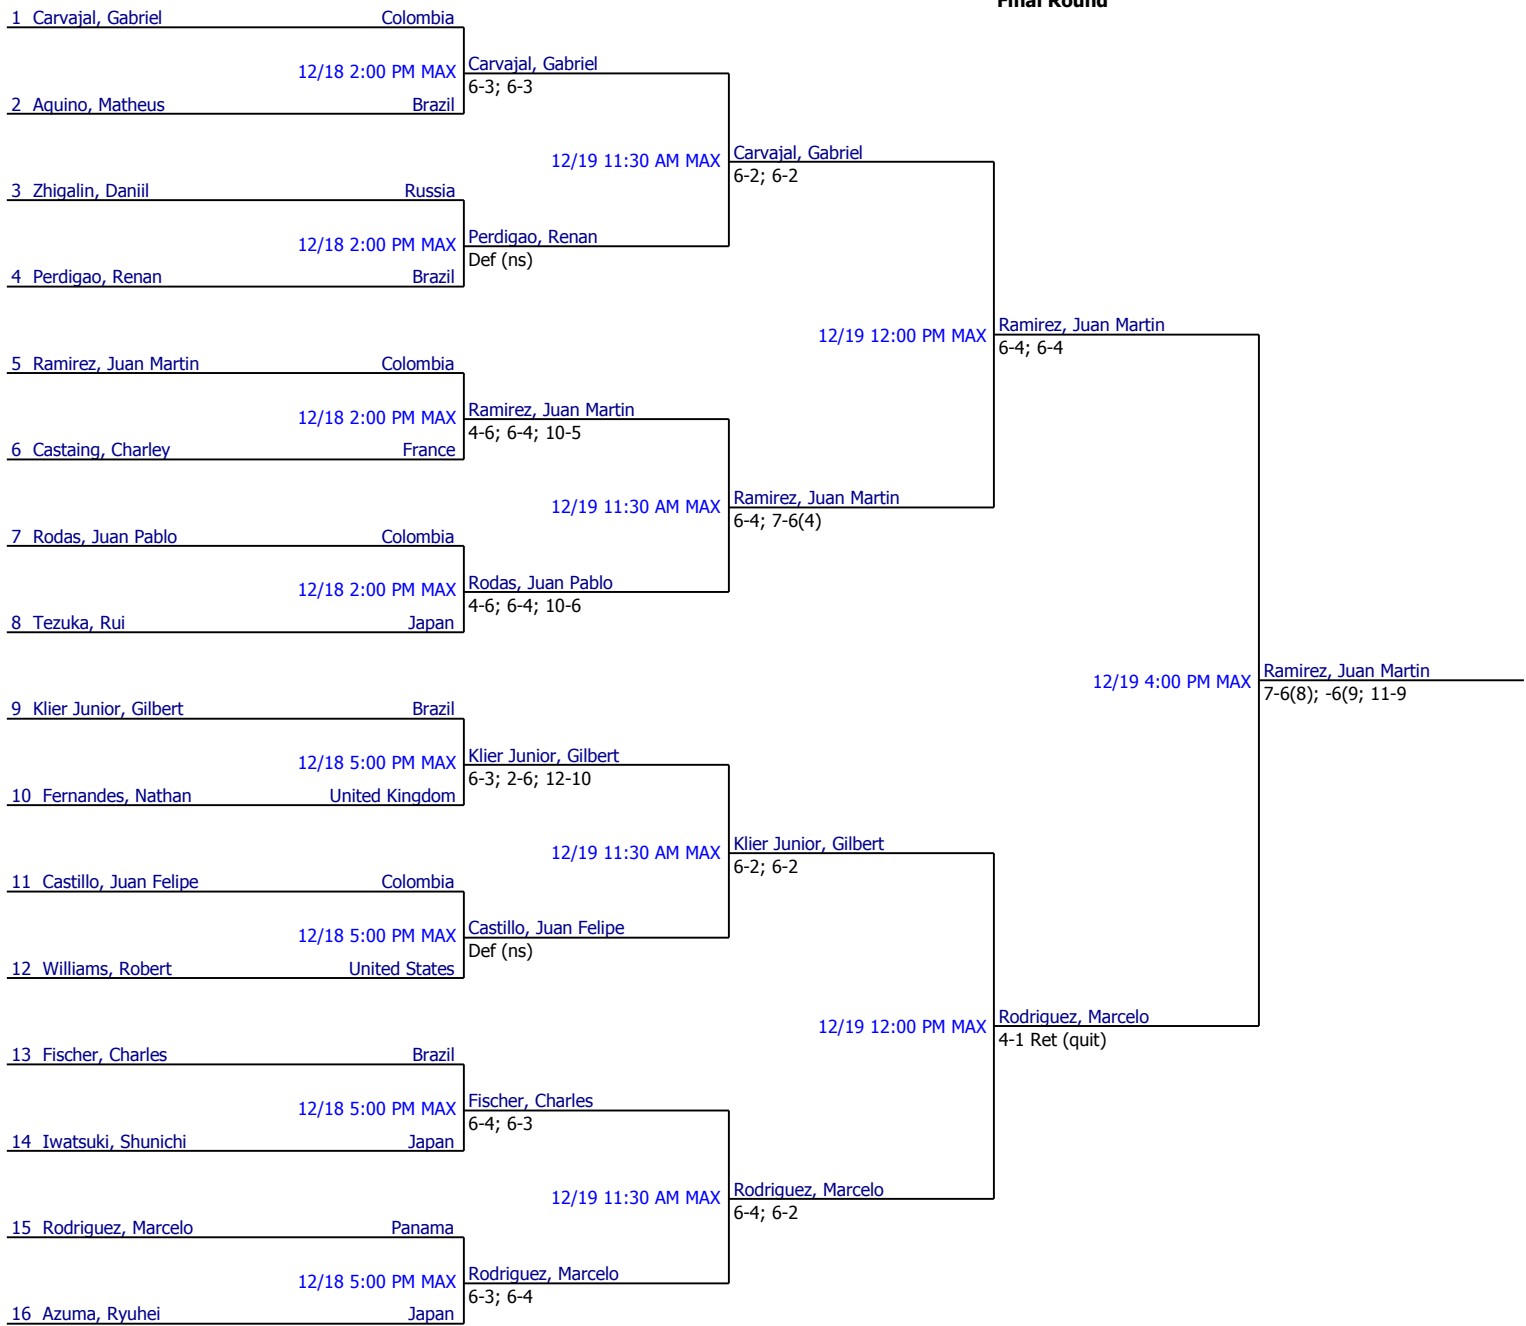 Final Round
1 Carvajal, Gabriel Colombia
12/18 2:00 PM MAX Carvajal, Gabriel
6-3; 6-3
2 Aquino, Matheus Brazil
12/19 11:30 AM MAX Carvajal, Gabriel
6-2; 6-2
3 Zhigalin, Daniil Russia
12/18 2:00 PM MAX Perdigao, Renan
Def (ns)
4 Perdigao, Renan Brazil
12/19 12:00 PM MAX Ramirez, Juan Martin
6-4; 6-4
5 Ramirez, Juan Martin Colombia
12/18 2:00 PM MAX Ramirez, Juan Martin
4-6; 6-4; 10-5
6 Castaing, Charley France
12/19 11:30 AM MAX Ramirez, Juan Martin
6-4; 7-6(4)
7 Rodas, Juan Pablo Colombia
12/18 2:00 PM MAX Rodas, Juan Pablo
4-6; 6-4; 10-6
8 Tezuka, Rui Japan
12/19 4:00 PM MAX Ramirez, Juan Martin
7-6(8); -6(9; 11-9
9 Klier Junior, Gilbert Brazil
12/18 5:00 PM MAX Klier Junior, Gilbert
6-3; 2-6; 12-10
10 Fernandes, Nathan United Kingdom
12/19 11:30 AM MAX Klier Junior, Gilbert
6-2; 6-2
11 Castillo, Juan Felipe Colombia
12/18 5:00 PM MAX Castillo, Juan Felipe
Def (ns)
12 Williams, Robert United States
12/19 12:00 PM MAX Rodriguez, Marcelo
4-1 Ret (quit)
13 Fischer, Charles Brazil
12/18 5:00 PM MAX Fischer, Charles
6-4; 6-3
14 Iwatsuki, Shunichi Japan
12/19 11:30 AM MAX Rodriguez, Marcelo
6-4; 6-2
15 Rodriguez, Marcelo Panama
12/18 5:00 PM MAX Rodriguez, Marcelo
6-3; 6-4
16 Azuma, Ryuhei Japan